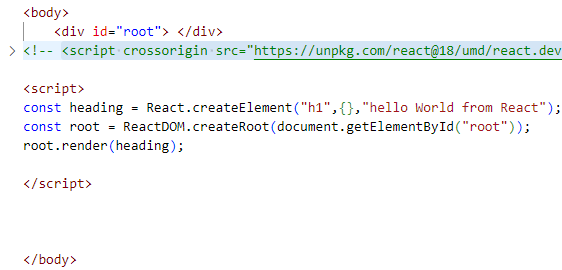 <body>
<div id="root"> </div>
<!-- <script crossorigin src="https://unpkg.com/react@18/umd/react.dev
<script>
const heading = React.createElement("h1",{},"hello World from React");
const root = ReactDOM.createRoot(document.getElementById("root"));
root.render(heading);
</script>
</body>